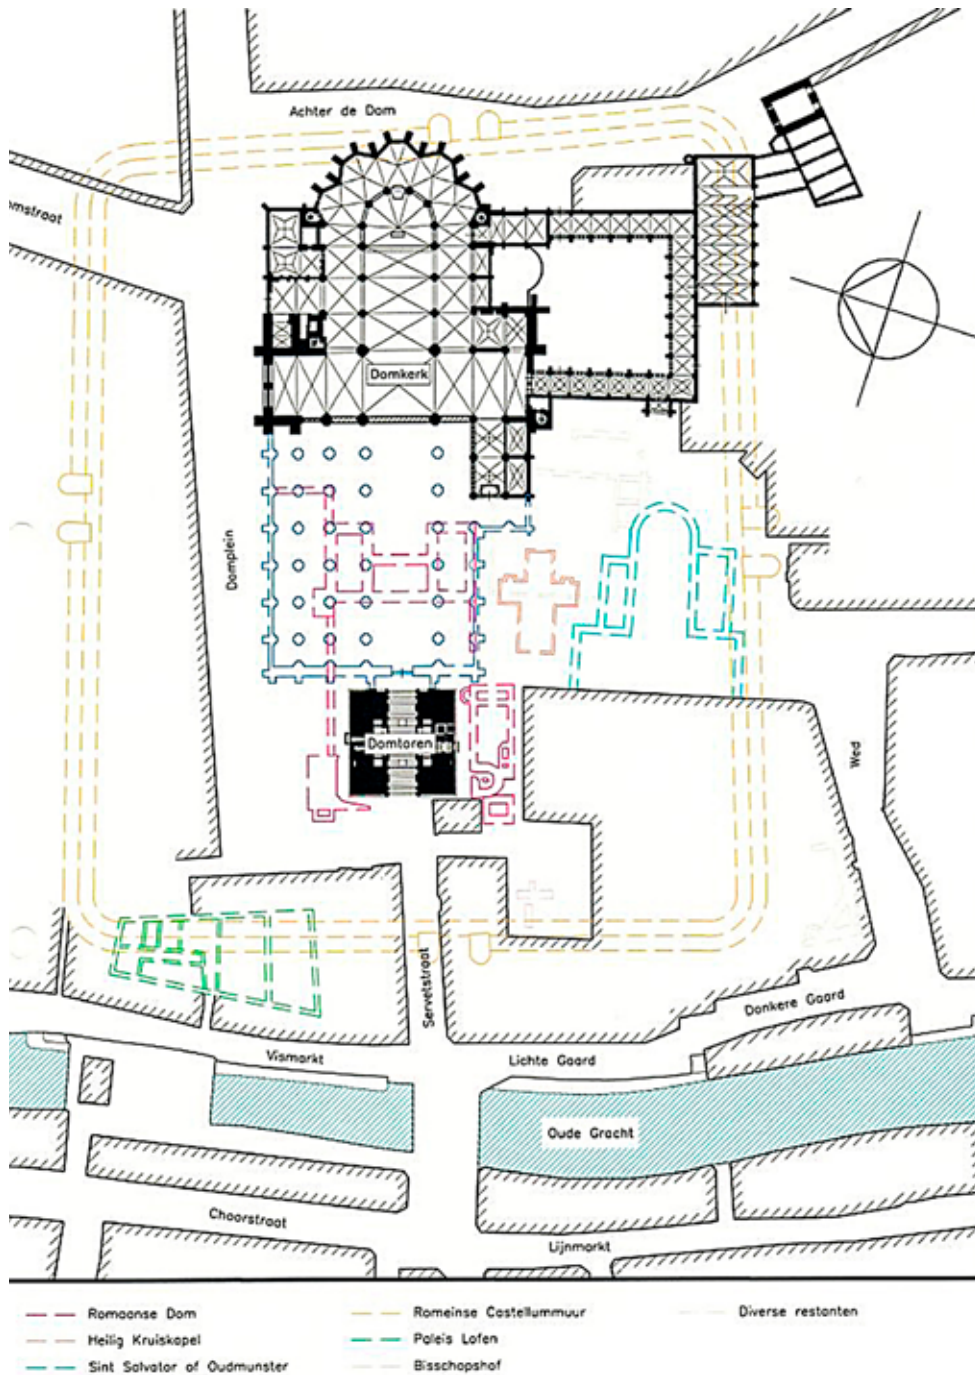 Achter de Dom
omstraat
Domkerk
Domplein
Domtoren
Wed
Servetstraat
Donkere Gaard
Vismarkt
Lichte Gaard
Oude Gracht
Choorstraat
Lijnmarkt
Romaanse Dom
Romeinse Castellummuur
Diverse restanten
Heilig Kruiskapel
Paleis Lofen
Sint Salvator of Oudmunster
Bisschopshof